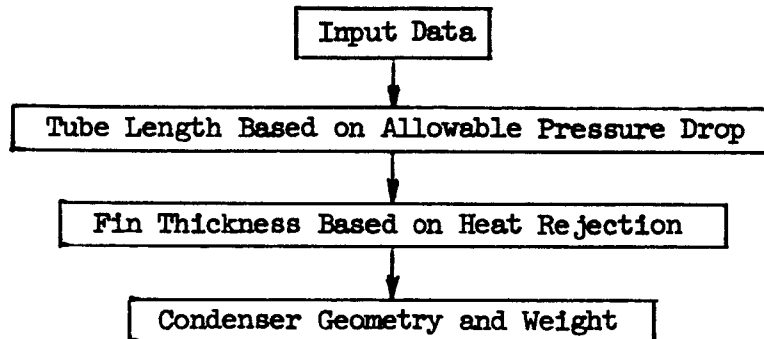 Input Data
Tube Length Based on Allowable Pressure Drop
Fin Thickness Based on Heat Rejection
Condenser Geometry and Weight